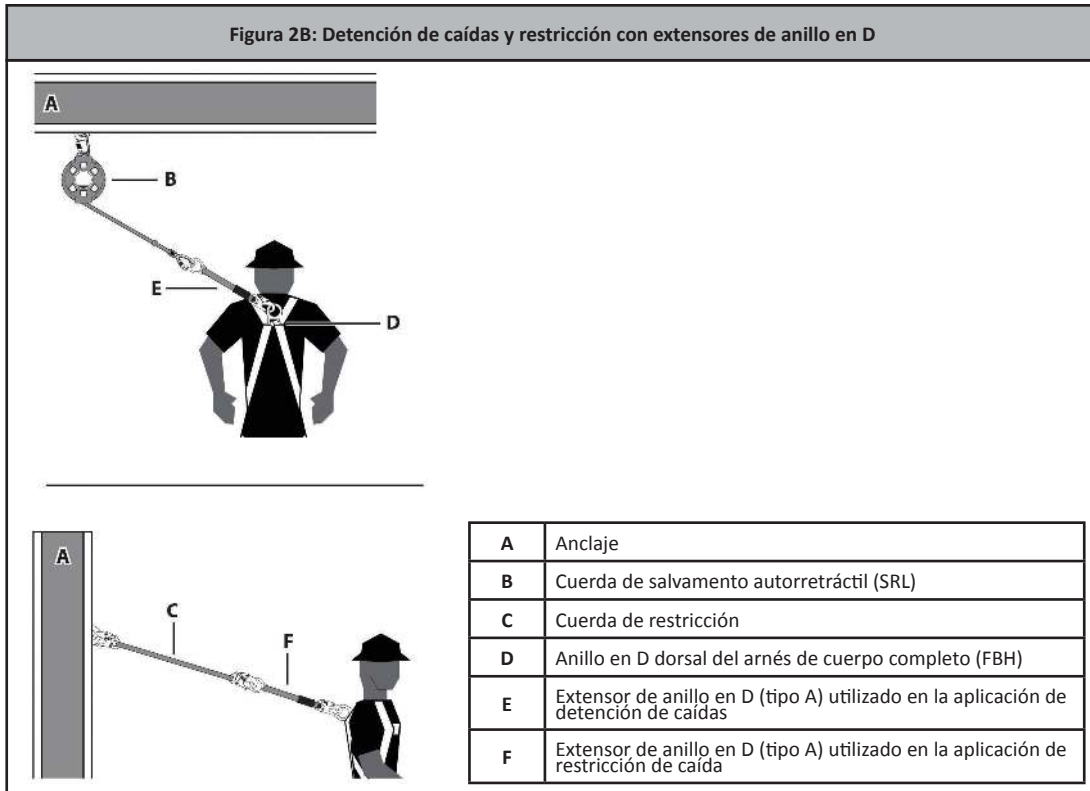 Figura 2B: Detención de caídas y restricción con extensores de anillo en D
A
B
E
D
A
C
F
A Anclaje
B Cuerda de salvamento autorretráctil (SRL)
C Cuerda de restricción
D Anillo en D dorsal del arnés de cuerpo completo (FBH)
E Extensor de anillo en D (tipo A) utilizado en la aplicación de
detención de caídas
F Extensor de anillo en D (tipo A) utilizado en la aplicación de
restricción de caída